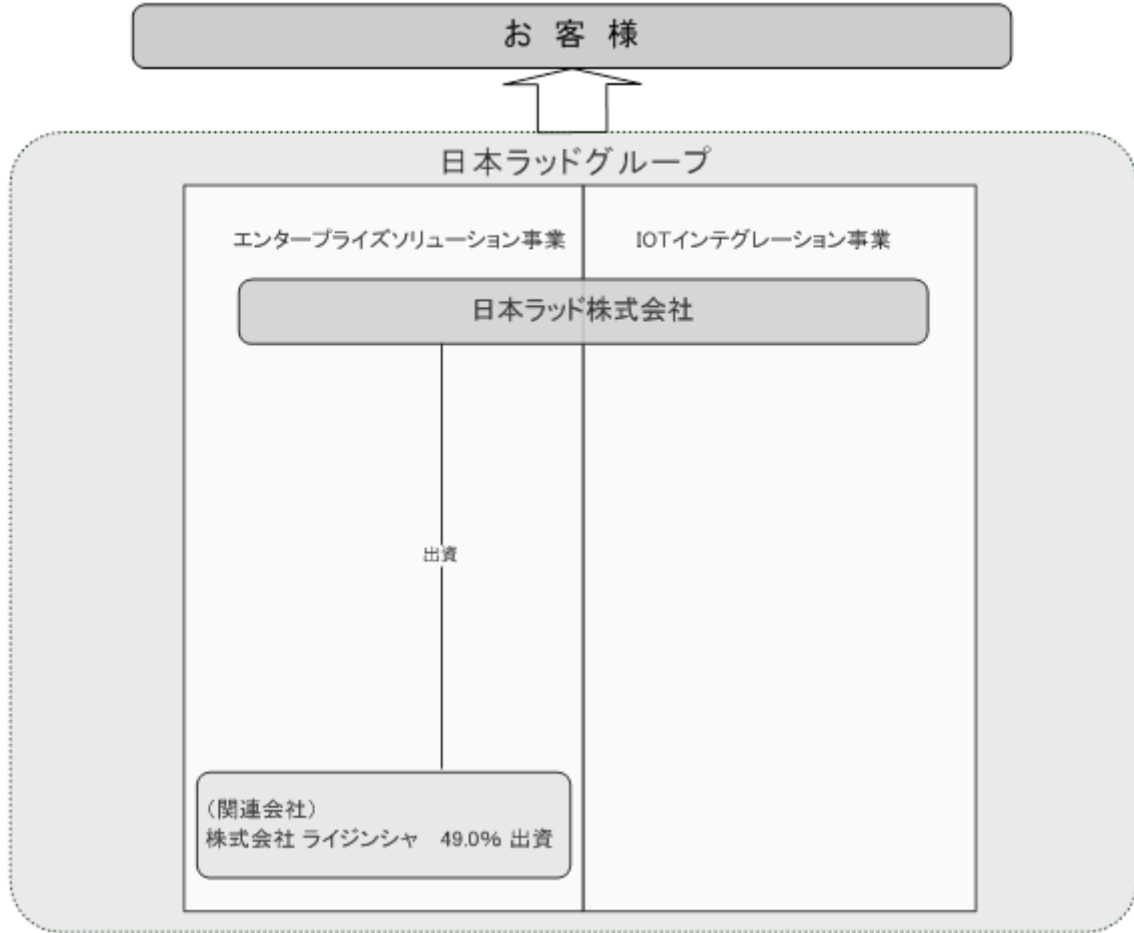 お 客 様
日本ラッドグループ
エンタープライズソリューション事業
IOTインテグレーション事業
日本ラッド株式会社
出資
（関連会社）
株式会社 ライジンシャ　49.0% 出資